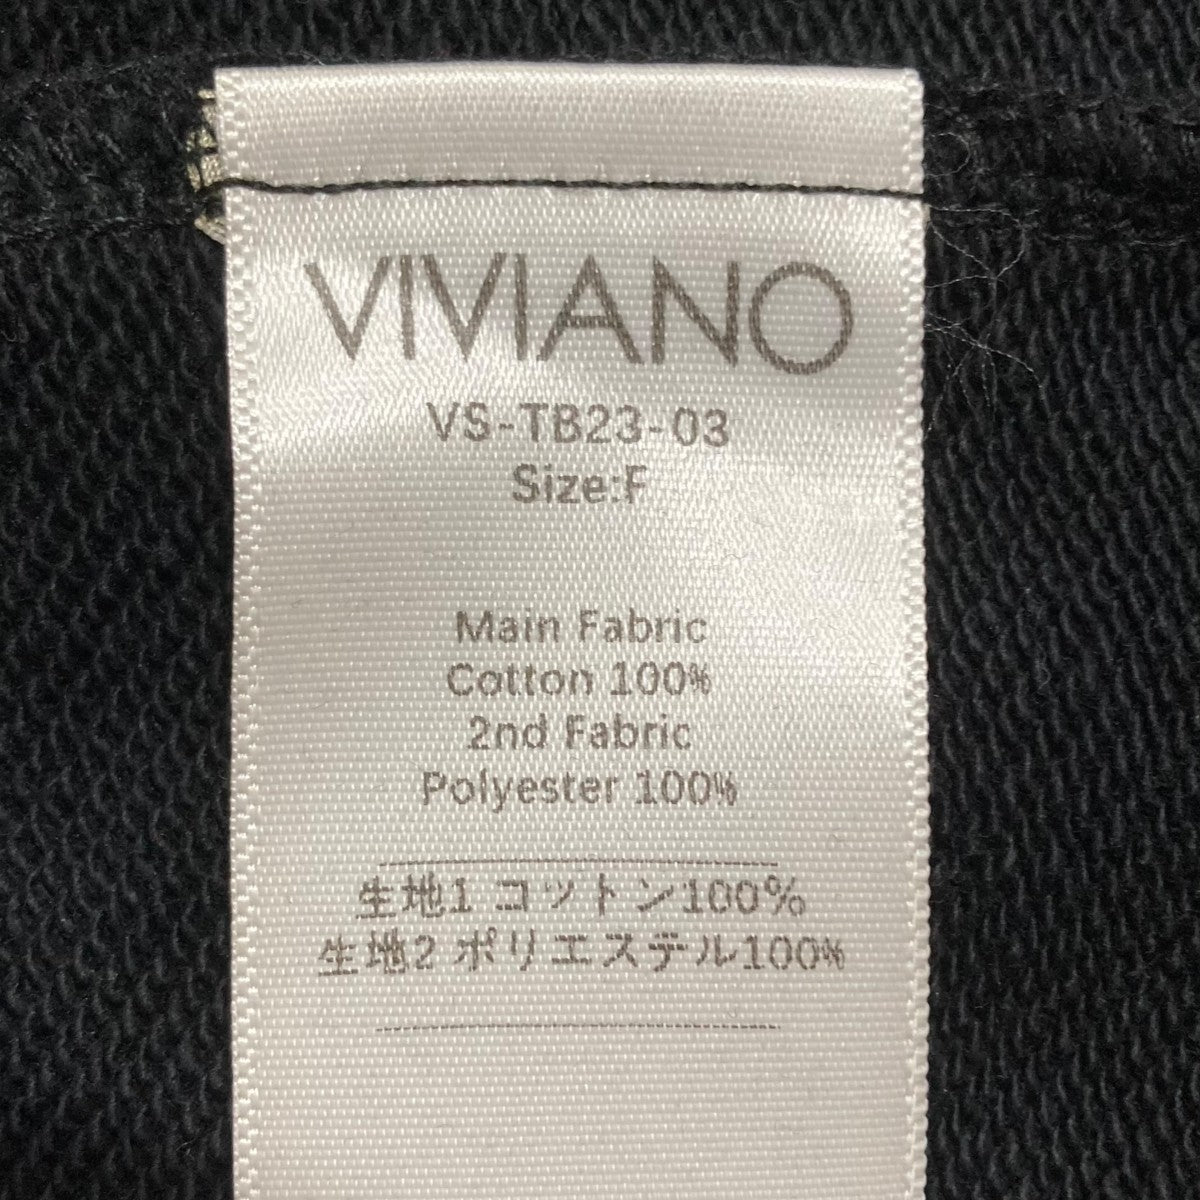 VIVIANO
VS-TB23-03
Size:F
Main Fabric
Cotton 100%
2nd Fabric
Polyester 100%
生地1 コットン100%
生地2 ポリエステル100%